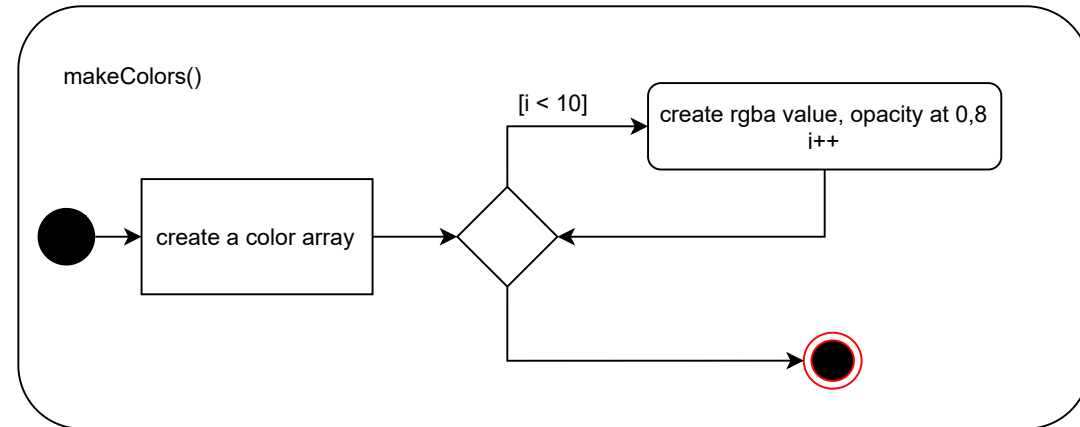 makeColors()
[i < 10]
create rgba value, opacity at 0,8
i++
create a color array